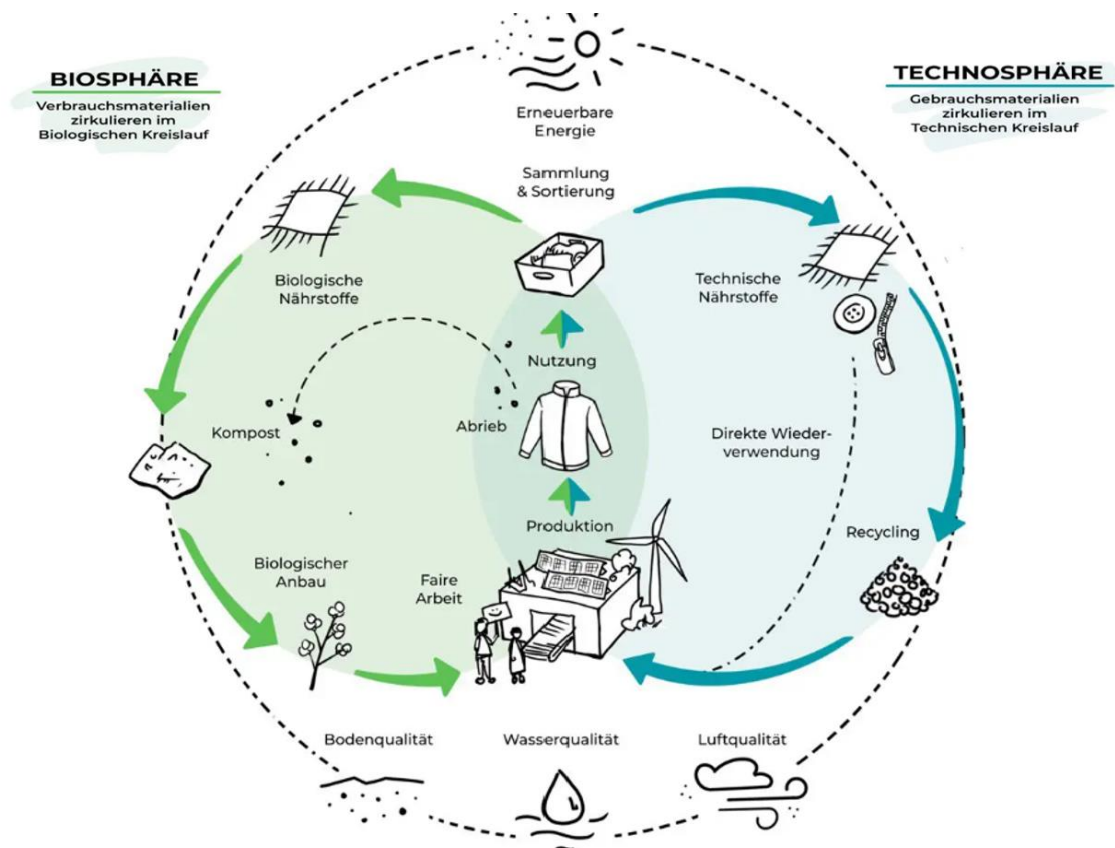 BIOSPHÄRE
Verbrauchsmaterialien
zirkulieren im
Biologischen Kreislauf
TECHNOSPHÄRE
Gebrauchsmaterialien
zirkulieren im
Technischen Kreislauf
Erneuerbare
Energie
Sammlung
& Sortierung
Biologische
Nährstoffe
Technische
Nährstoffe
Nutzung
Abrieb
Kompost
Direkte Wieder-
verwendung
Produktion
Recycling
Biologischer
Anbau
Faire
Arbeit
Bodenqualität
Wasserqualität
Luftqualität